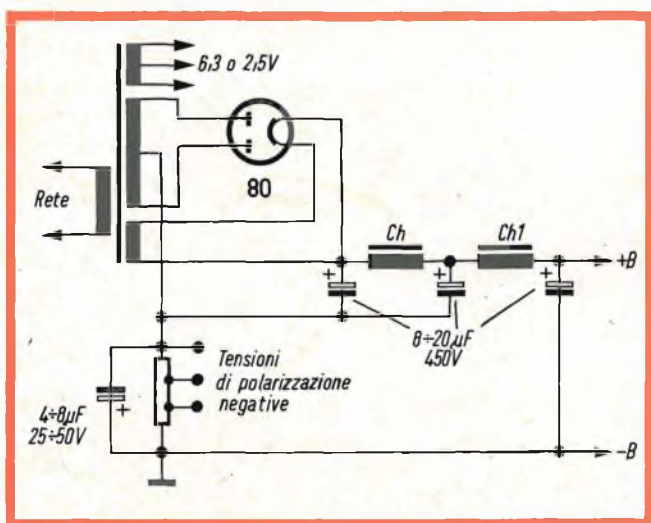 6,3 o 2,5V
80
Rete
Ch
Ch1
+B
+
+
+
8÷20µF
450V
Tensioni
di polarizzazione
negative
4÷8µF
25÷50V
+
-B